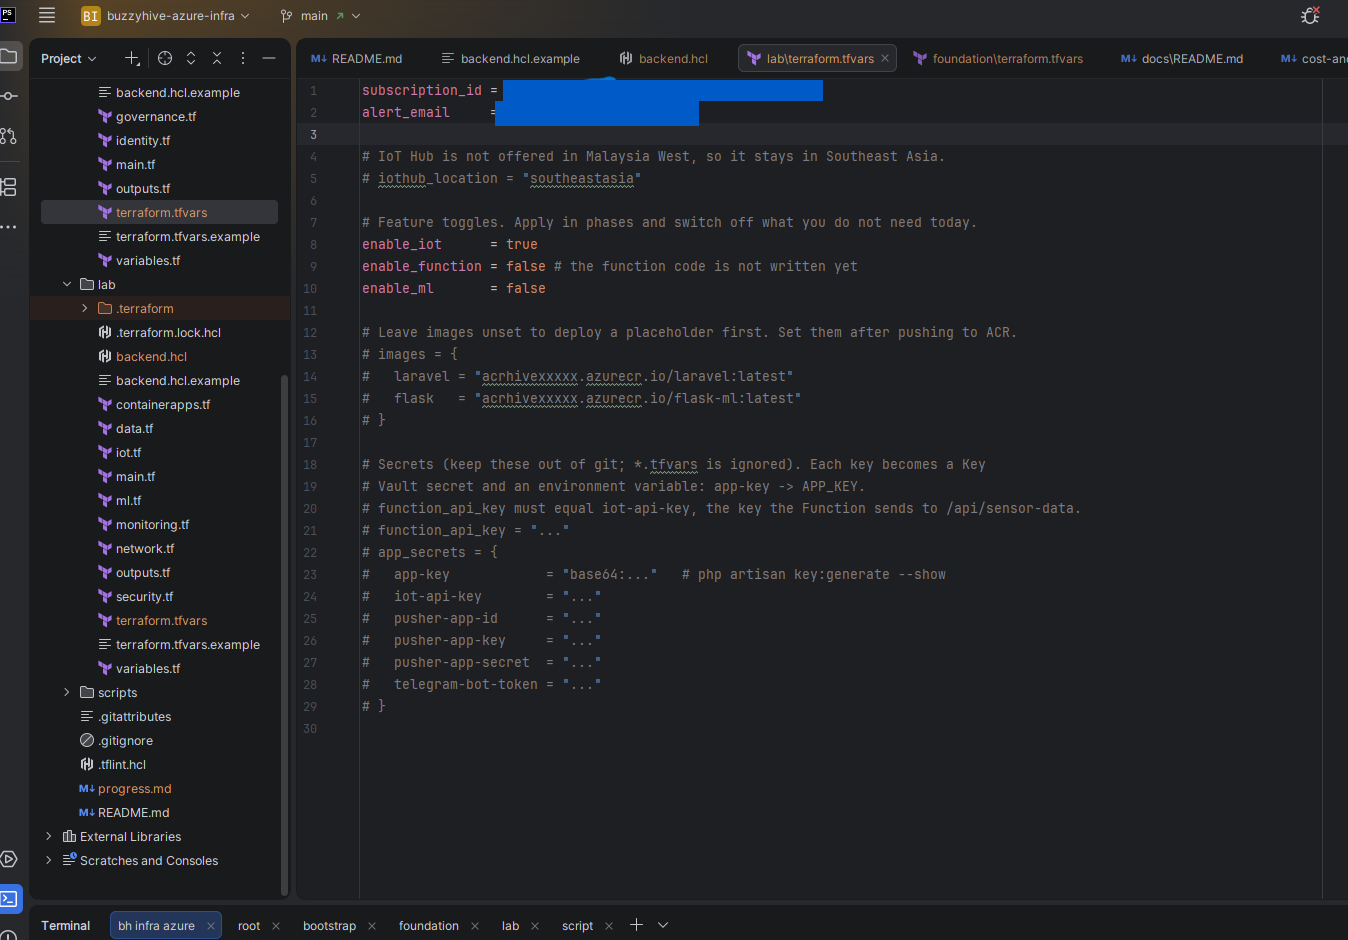 PS
BI buzzyhive-azure-infra main
Project
README.md backend.hcl.example backend.hcl lab\terraform.tfvars foundation\terraform.tfvars docs\README.md
backend.hcl.example
governance.tf
identity.tf
main.tf
outputs.tf
terraform.tfvars
terraform.tfvars.example
variables.tf
lab
.terraform
.terraform.lock.hcl
backend.hcl
backend.hcl.example
containerapps.tf
data.tf
iot.tf
main.tf
ml.tf
monitoring.tf
network.tf
outputs.tf
security.tf
terraform.tfvars
terraform.tfvars.example
variables.tf
scripts
.gitattributes
.gitignore
.tflint.hcl
progress.md
README.md
External Libraries
Scratches and Consoles
1 subscription_id =
2 alert_email =
3
4 # IoT Hub is not offered in Malaysia West, so it stays in Southeast Asia.
5 # iothub_location = "southeastasia"
6
7 # Feature toggles. Apply in phases and switch off what you do not need today.
8 enable_iot = true
9 enable_function = false # the function code is not written yet
10 enable_ml = false
11
12 # Leave images unset to deploy a placeholder first. Set them after pushing to ACR.
13 # images = {
14 # laravel = "acrhivexxxxx.azurecr.io/laravel:latest"
15 # flask = "acrhivexxxxx.azurecr.io/flask-ml:latest"
16 # }
17
18 # Secrets (keep these out of git; *.tfvars is ignored). Each key becomes a Key
19 # Vault secret and an environment variable: app-key -> APP_KEY.
20 # function_api_key must equal iot-api-key, the key the Function sends to /api/sensor-data.
21 # function_api_key = "..."
22 # app_secrets = {
23 # app-key = "base64:..." # php artisan key:generate --show
24 # iot-api-key = "..."
25 # pusher-app-id = "..."
26 # pusher-app-key = "..."
27 # pusher-app-secret = "..."
28 # telegram-bot-token = "..."
29 # }
30
Terminal bh infra azure root bootstrap foundation lab script